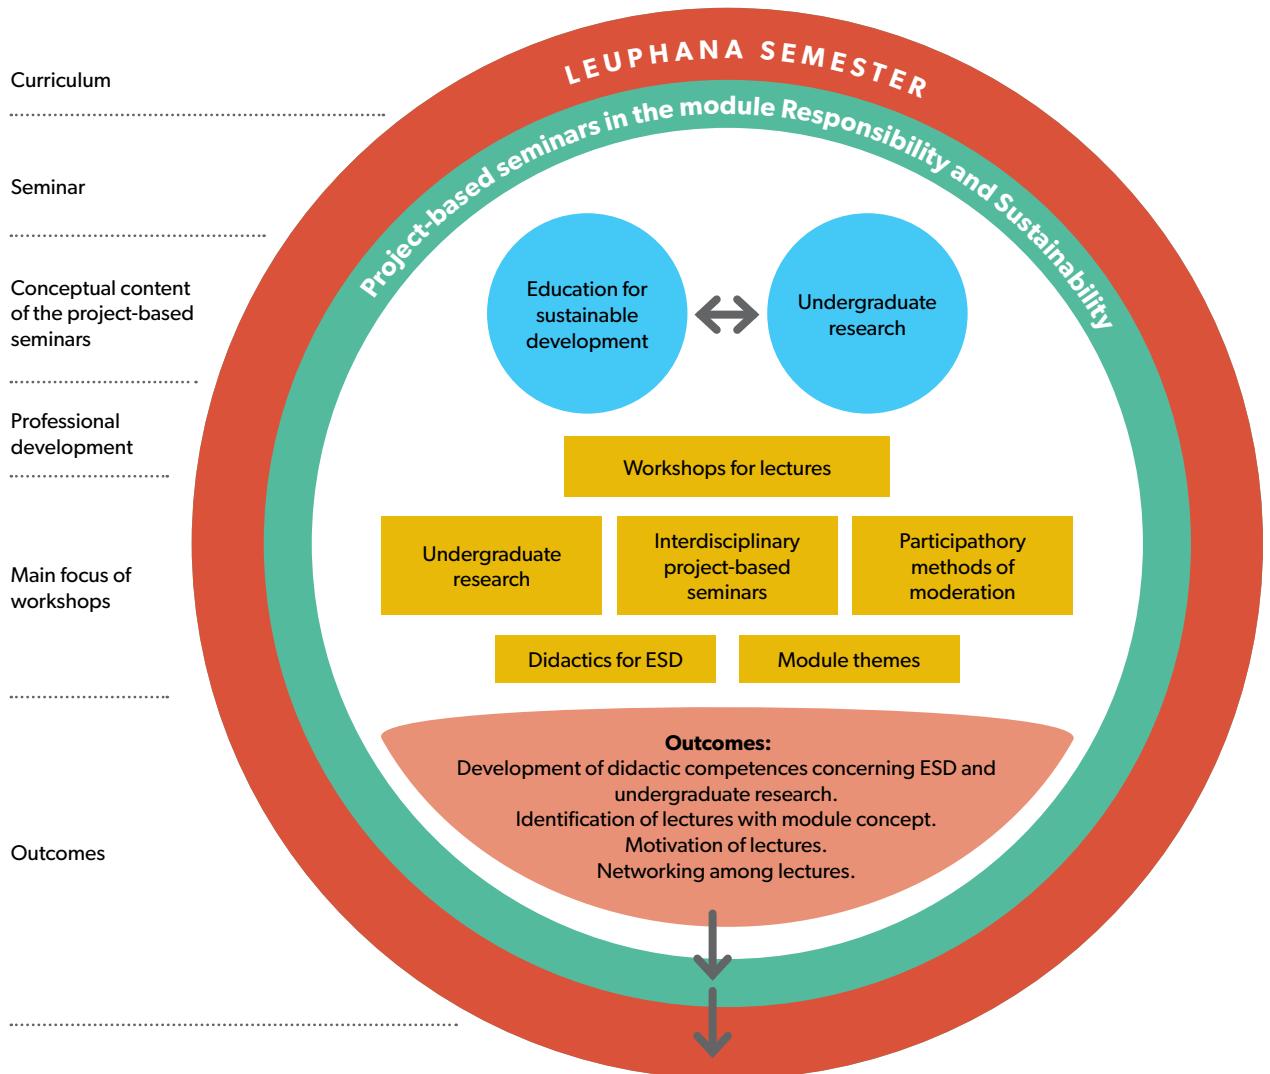 LEUPHANA SEMESTER
Project-based seminars in the module Responsibility and Sustainability
Curriculum
Seminar
Conceptual content
of the project-based
seminars
Education for
sustainable
development
Undergraduate
research
Professional
development
Workshops for lectures
Main focus of
workshops
Undergraduate
research
Interdisciplinary
project-based
seminars
Participathory
methods of
moderation
Didactics for ESD
Module themes
Outcomes
Outcomes:
Development of didactic competences concerning ESD and
undergraduate research.
Identification of lectures with module concept.
Motivation of lectures.
Networking among lectures.